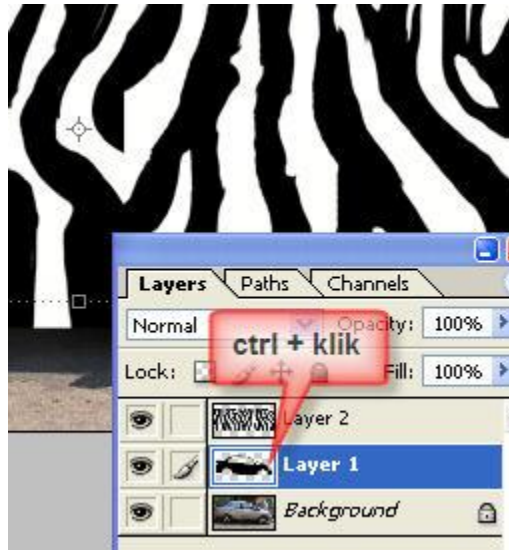 Layers Paths Channels
Normal Opacity: 100%
ctrl + klik
Lock: Fill: 100%
Layer 2
Layer 1
Background